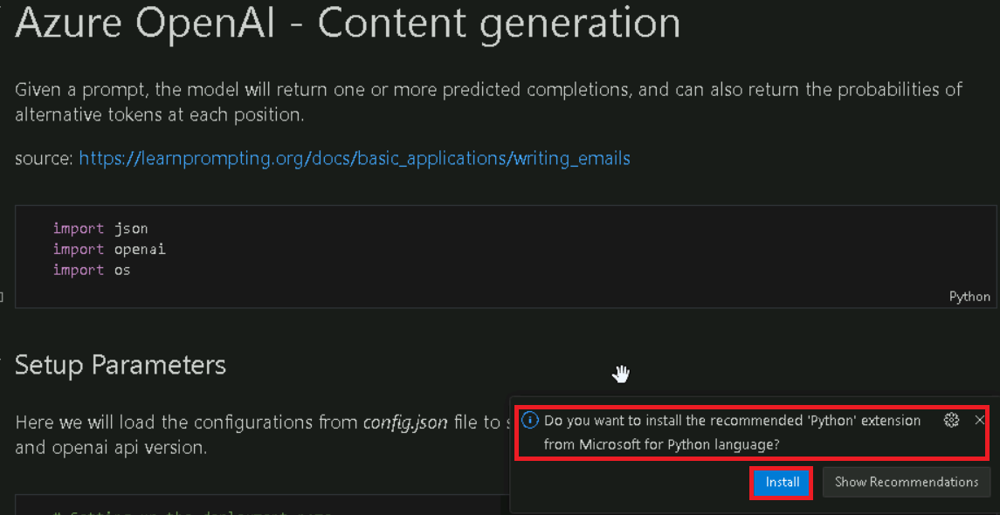 Azure OpenAI - Content generation
Given a prompt, the model will return one or more predicted completions, and can also return the probabilities of
alternative tokens at each position.
source: https://learnprompting.org/docs/basic_applications/writing_emails
import json
import openai
import os
Python
Setup Parameters
Here we will load the configurations from config.json file to
and openai api version.
Do you want to install the recommended 'Python' extension
from Microsoft for Python language?
Install Show Recommendations